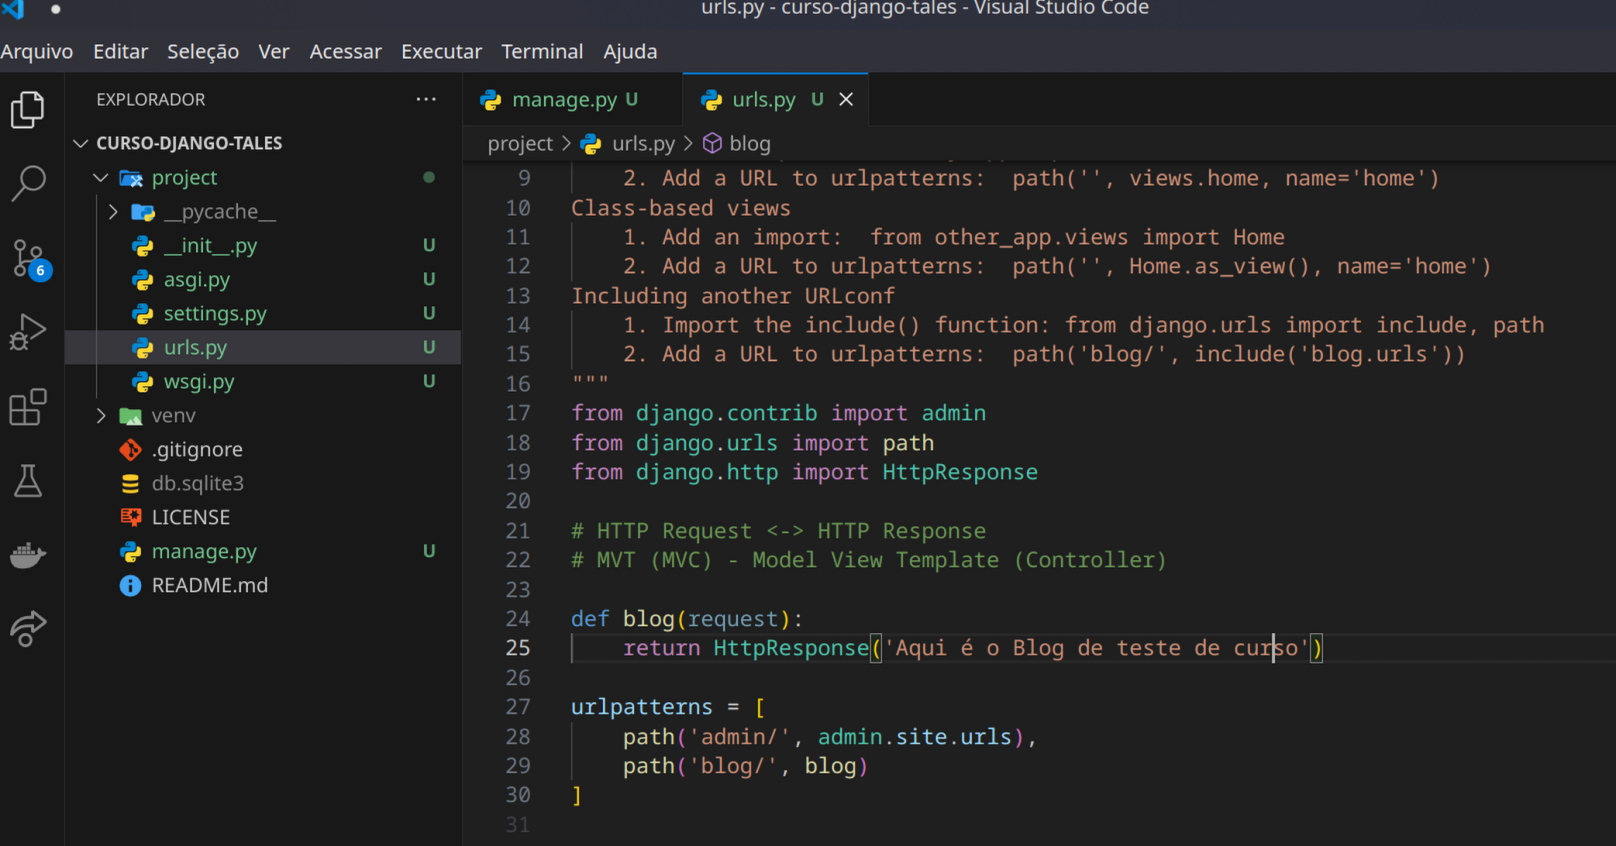 urls.py - curso-django-tales - Visual Studio Code
Arquivo Editar Seleção Ver Acessar Executar Terminal Ajuda
EXPLORADOR ···
CURSO-DJANGO-TALES
project
__pycache__
__init__.py U
asgi.py U
settings.py U
urls.py U
wsgi.py U
venv
.gitignore
db.sqlite3
LICENSE
manage.py U
README.md
6
manage.py U urls.py U
project > urls.py > blog
9 2. Add a URL to urlpatterns:  path('', views.home, name='home')
10 Class-based views
11 1. Add an import:  from other_app.views import Home
12 2. Add a URL to urlpatterns:  path('', Home.as_view(), name='home')
13 Including another URLconf
14 1. Import the include() function: from django.urls import include, path
15 2. Add a URL to urlpatterns:  path('blog/', include('blog.urls'))
16 """
17 from django.contrib import admin
18 from django.urls import path
19 from django.http import HttpResponse
20
21 # HTTP Request <-> HTTP Response
22 # MVT (MVC) - Model View Template (Controller)
23
24 def blog(request):
25 return HttpResponse('Aqui é o Blog de teste de curso')
26
27 urlpatterns = [
28 path('admin/', admin.site.urls),
29 path('blog/', blog)
30 ]
31